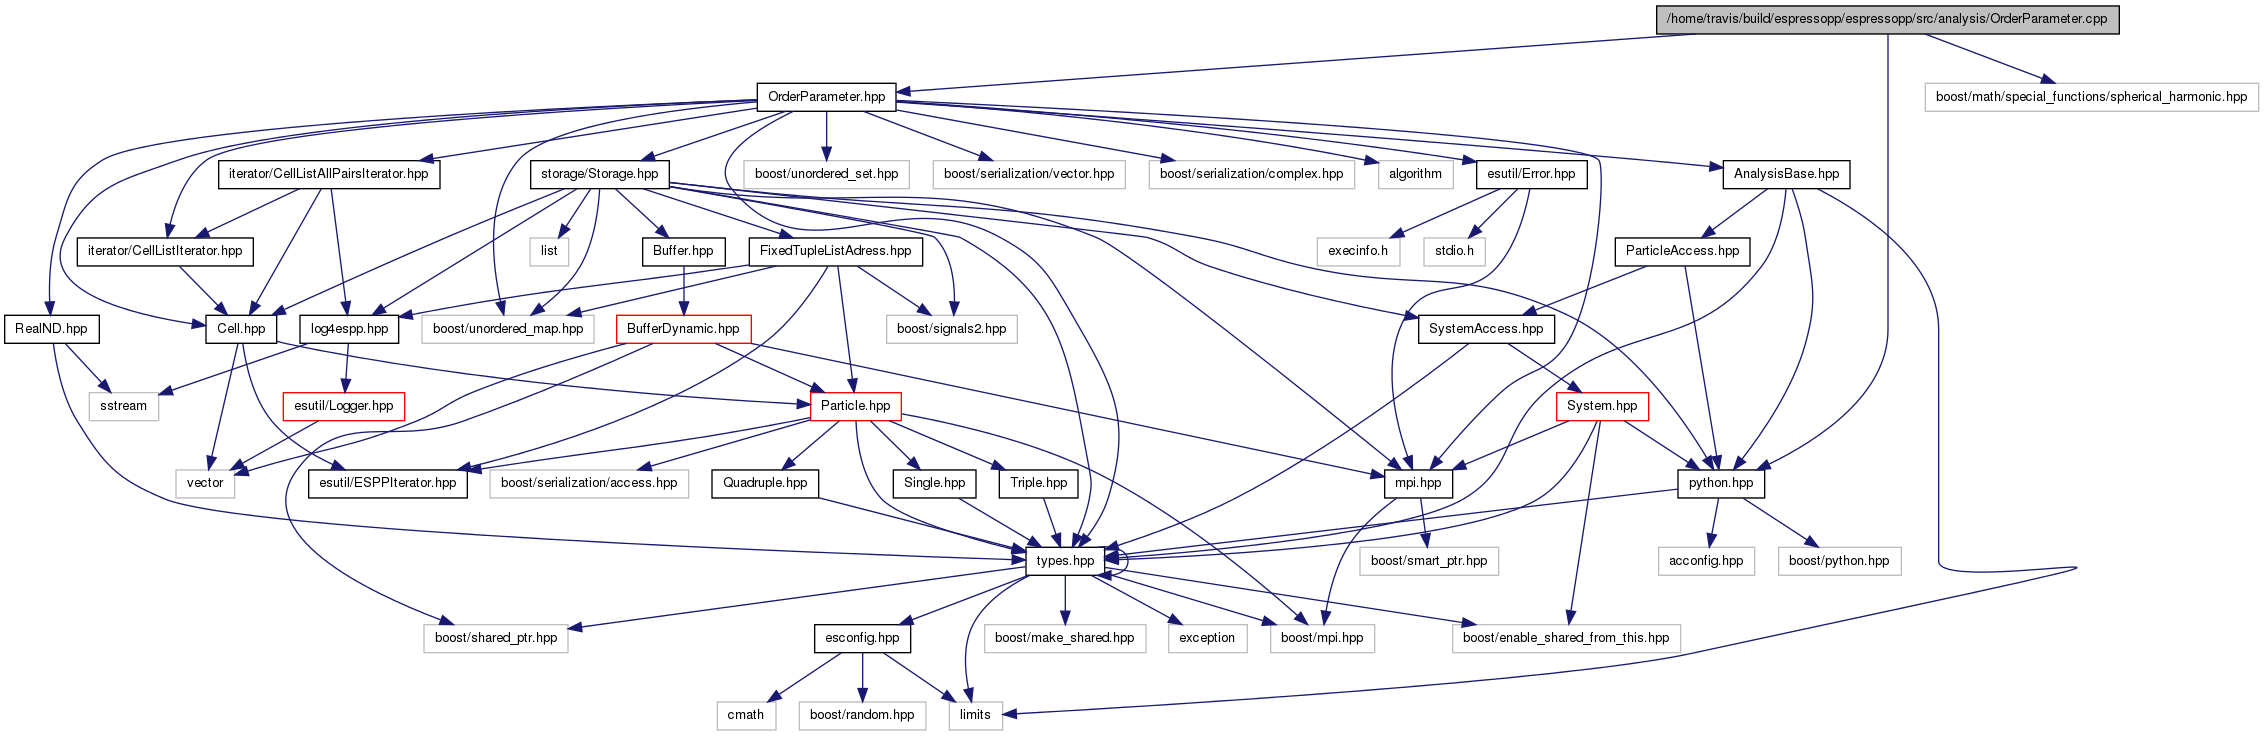 /home/travis/build/espressopp/espressopp/src/analysis/OrderParameter.cpp
OrderParameter.hpp
boost/math/special_functions/spherical_harmonic.hpp
iterator/CellListAllPairsIterator.hpp
storage/Storage.hpp
boost/unordered_set.hpp
boost/serialization/vector.hpp
boost/serialization/complex.hpp
algorithm
esutil/Error.hpp
AnalysisBase.hpp
iterator/CellListIterator.hpp
list
Buffer.hpp
FixedTupleListAdress.hpp
execinfo.h
stdio.h
ParticleAccess.hpp
RealND.hpp
Cell.hpp
log4espp.hpp
boost/unordered_map.hpp
BufferDynamic.hpp
boost/signals2.hpp
SystemAccess.hpp
sstream
esutil/Logger.hpp
Particle.hpp
System.hpp
vector
esutil/ESPPIterator.hpp
boost/serialization/access.hpp
Quadruple.hpp
Single.hpp
Triple.hpp
mpi.hpp
python.hpp
types.hpp
boost/smart_ptr.hpp
acconfig.hpp
boost/python.hpp
boost/shared_ptr.hpp
esconfig.hpp
boost/make_shared.hpp
exception
boost/mpi.hpp
boost/enable_shared_from_this.hpp
cmath
boost/random.hpp
limits